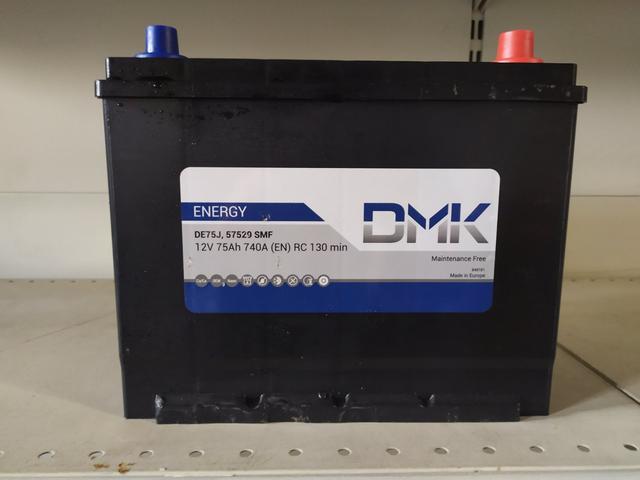 ENERGY
DMK
DE75J, 57529 SMF
12V 75Ah 740A (EN) RC 130 min
Maintenance Free
Made in Europe